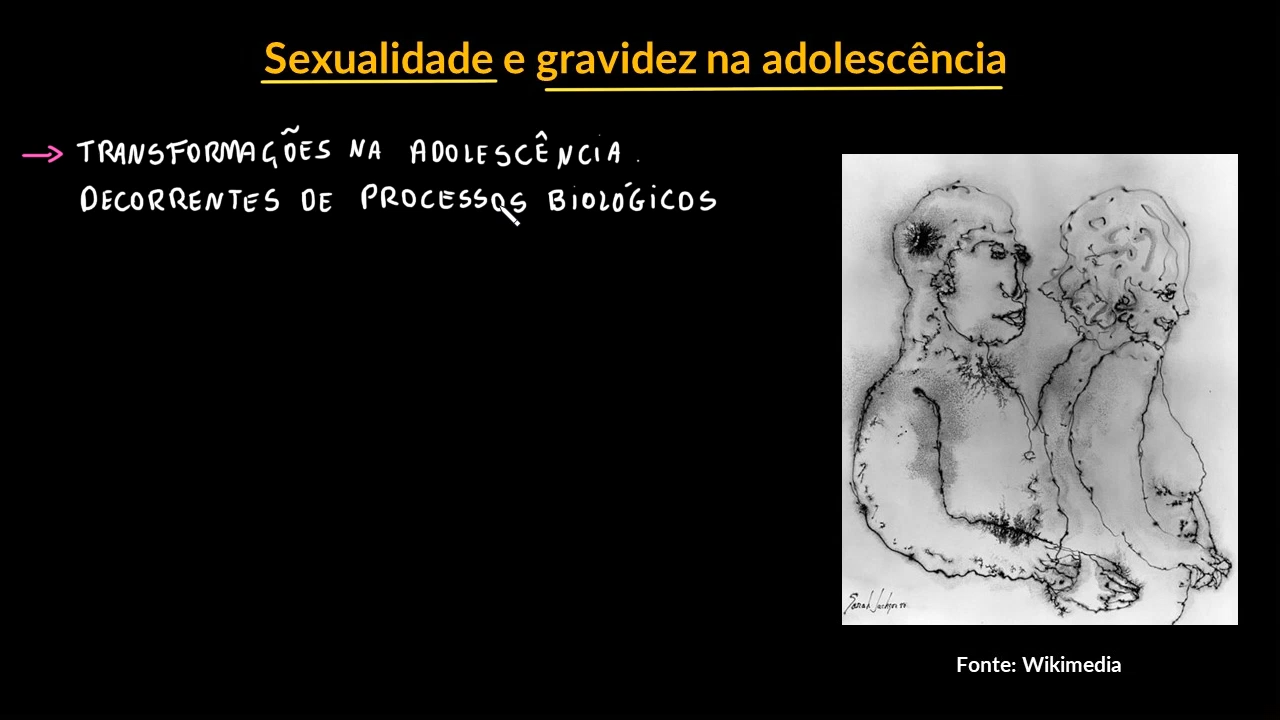 Sexualidade e gravidez na adolescência
→ TRANSFORMAÇÕES NA ADOLESCÊNCIA.
DECORRENTES DE PROCESSOS BIOLÓGICOS
Fonte: Wikimedia